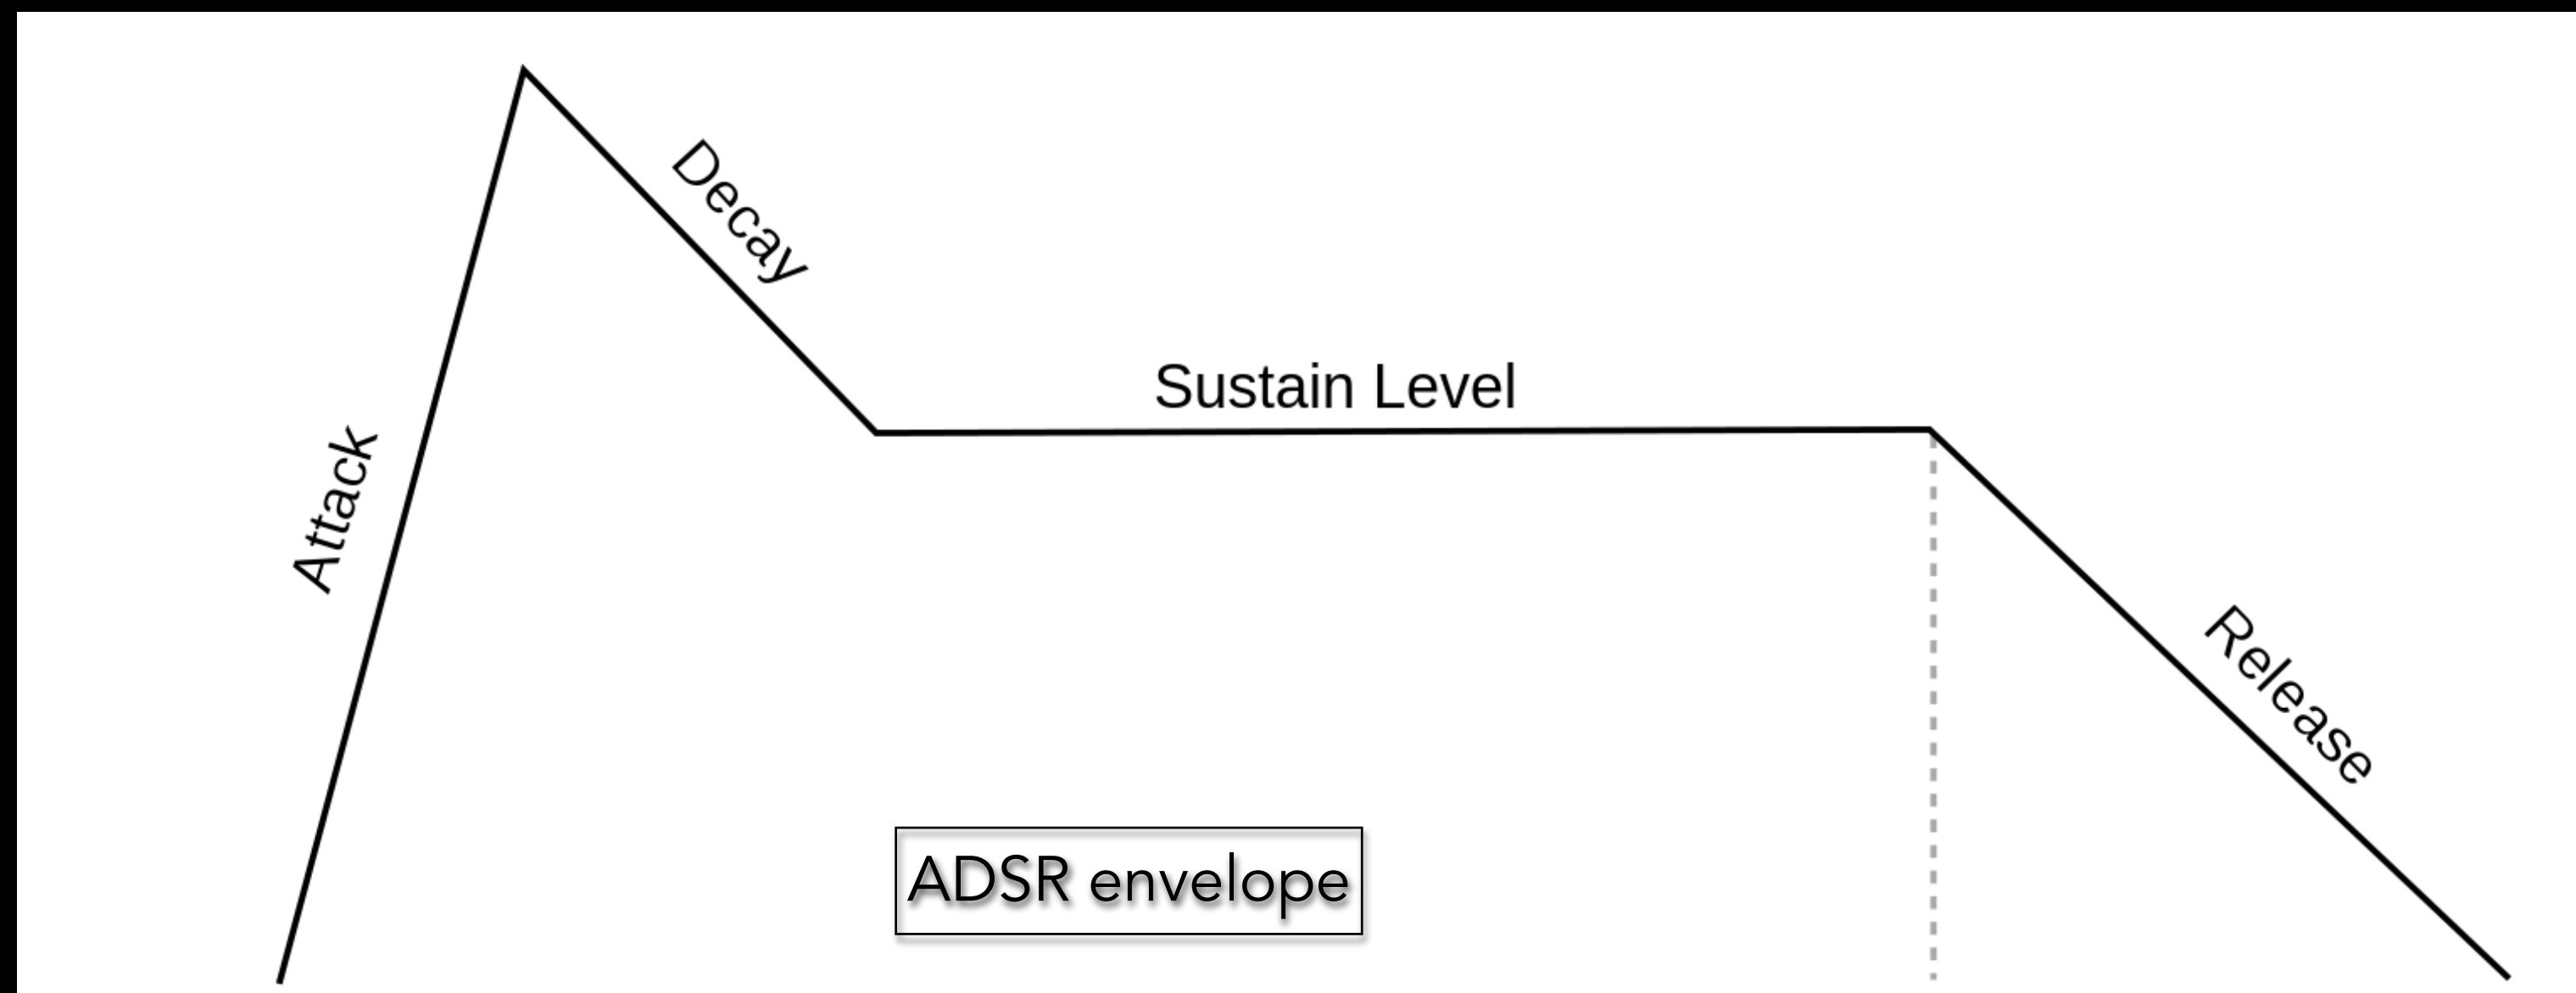 Attack
Decay
Sustain Level
Release
ADSR envelope